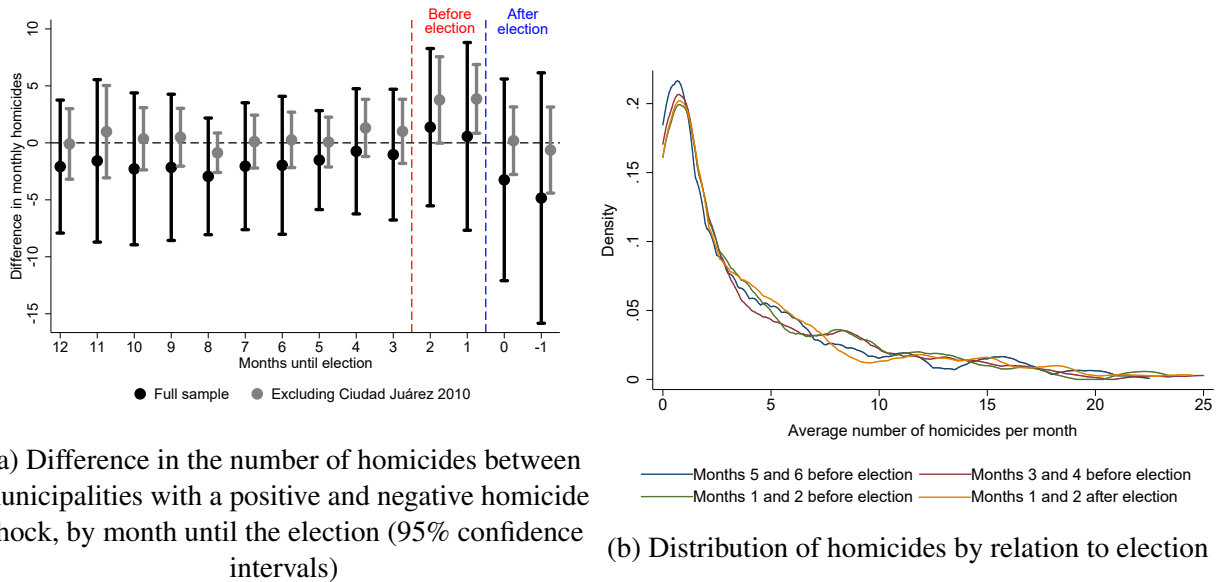 Before
election
After
election
10
5
0
-5
-10
-15
Difference in monthly homicides
12 11 10 9 8 7 6 5 4 3 2 1 0 -1
Months until election
Full sample Excluding Ciudad Juárez 2010
a) Difference in the number of homicides between
unicipalities with a positive and negative homicide
hock, by month until the election (95% confidence
intervals)
.2
.15
.1
.05
0
Density
0 5 10 15 20 25
Average number of homicides per month
Months 5 and 6 before election Months 3 and 4 before election
Months 1 and 2 before election Months 1 and 2 after election
(b) Distribution of homicides by relation to election